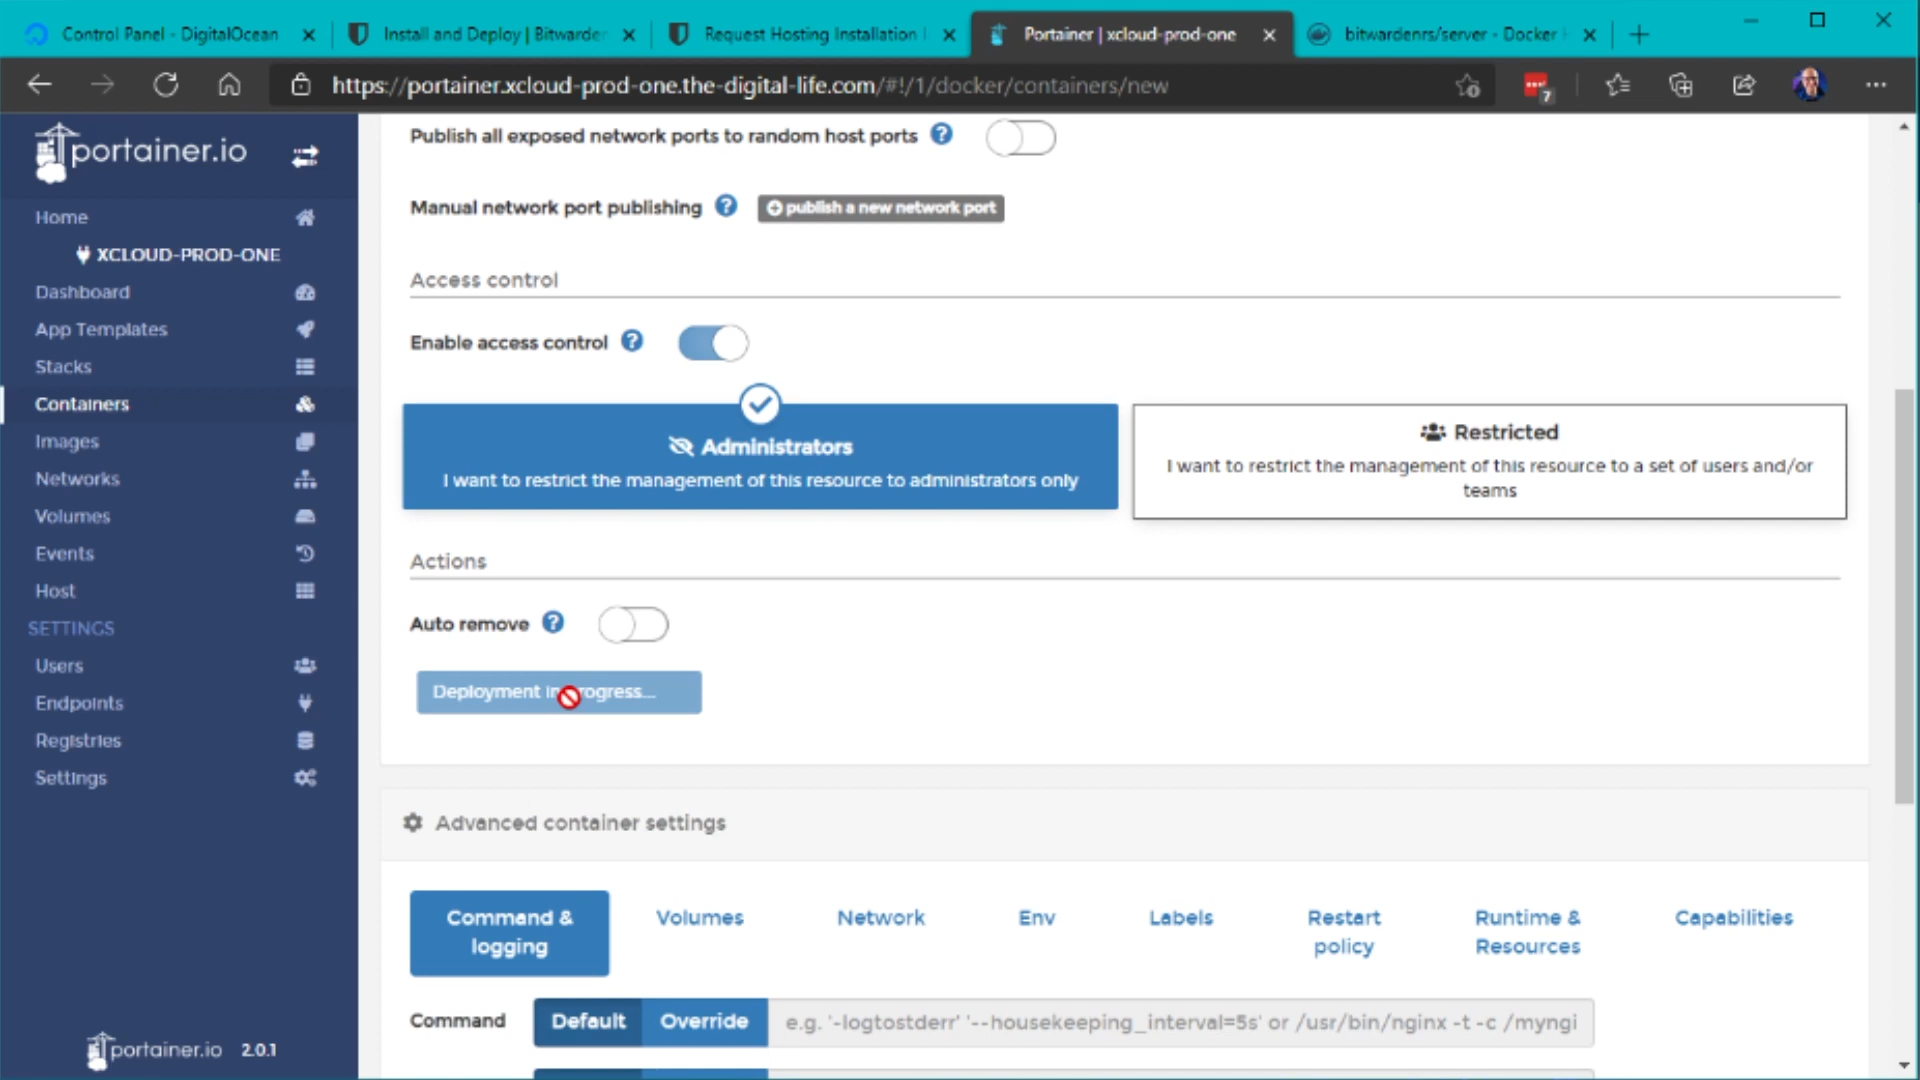 Control Panel - DigitalOcean
Install and Deploy | Bitwarden
Request Hosting Installation |
Portainer | xcloud-prod-one
bitwardenrs/server - Docker H
https://portainer.xcloud-prod-one.the-digital-life.com/#!/1/docker/containers/new
7
portainer.io
Home
XCLOUD-PROD-ONE
Dashboard
App Templates
Stacks
Containers
Images
Networks
Volumes
Events
Host
SETTINGS
Users
Endpoints
Registries
Settings
portainer.io 2.0.1
Publish all exposed network ports to random host ports
Manual network port publishing
publish a new network port
Access control
Enable access control
Administrators
I want to restrict the management of this resource to administrators only
Restricted
I want to restrict the management of this resource to a set of users and/or
teams
Actions
Auto remove
Deployment in progress...
Advanced container settings
Command &
logging
Volumes
Network
Env
Labels
Restart
policy
Runtime &
Resources
Capabilities
Command
Default
Override
e.g. '-logtostderr' '--housekeeping_interval=5s' or /usr/bin/nginx -t -c /myngi